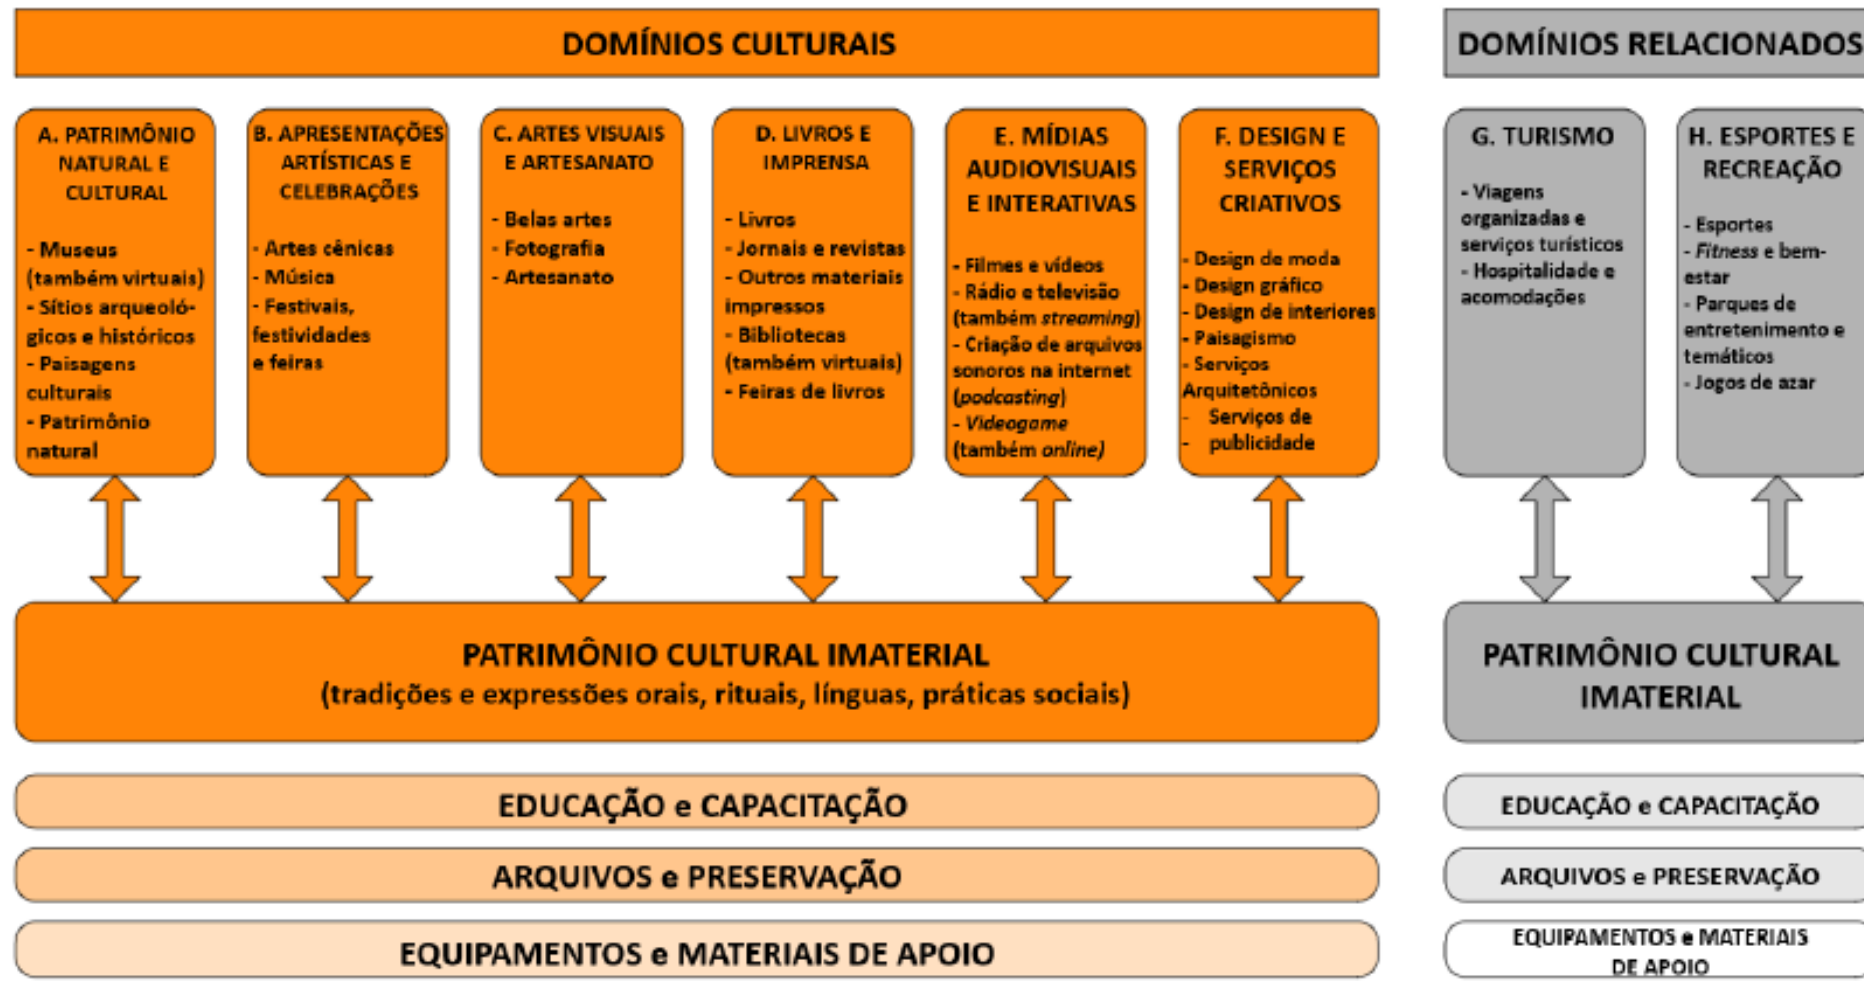 DOMÍNIOS CULTURAIS
DOMÍNIOS RELACIONADOS
A. PATRIMÔNIO
NATURAL E
CULTURAL
- Museus
(também virtuais)
- Sítios arqueoló-
gicos e históricos
- Paisagens
culturais
- Patrimônio
natural
B. APRESENTAÇÕES
ARTÍSTICAS E
CELEBRAÇÕES
- Artes cênicas
- Música
- Festivais,
festividades
e feiras
C. ARTES VISUAIS
E ARTESANATO
- Belas artes
- Fotografia
- Artesanato
D. LIVROS E
IMPRENSA
- Livros
- Jornais e revistas
- Outros materiais
impressos
- Bibliotecas
(também virtuais)
- Feiras de livros
E. MÍDIAS
AUDIOVISUAIS
E INTERATIVAS
- Filmes e vídeos
- Rádio e televisão
(também streaming)
- Criação de arquivos
sonoros na internet
(podcasting)
- Videogame
(também online)
F. DESIGN E
SERVIÇOS
CRIATIVOS
- Design de moda
- Design gráfico
- Design de interiores
- Paisagismo
- Serviços
Arquitetônicos
- Serviços de
- publicidade
G. TURISMO
- Viagens
organizadas e
serviços turísticos
- Hospitalidade e
acomodações
H. ESPORTES E
RECREAÇÃO
- Esportes
- Fitness e bem-
estar
- Parques de
entretenimento e
temáticos
- Jogos de azar
PATRIMÔNIO CULTURAL IMATERIAL
(tradições e expressões orais, rituais, línguas, práticas sociais)
PATRIMÔNIO CULTURAL
IMATERIAL
EDUCAÇÃO e CAPACITAÇÃO
EDUCAÇÃO e CAPACITAÇÃO
ARQUIVOS e PRESERVAÇÃO
ARQUIVOS e PRESERVAÇÃO
EQUIPAMENTOS e MATERIAIS DE APOIO
EQUIPAMENTOS e MATERIAIS
DE APOIO